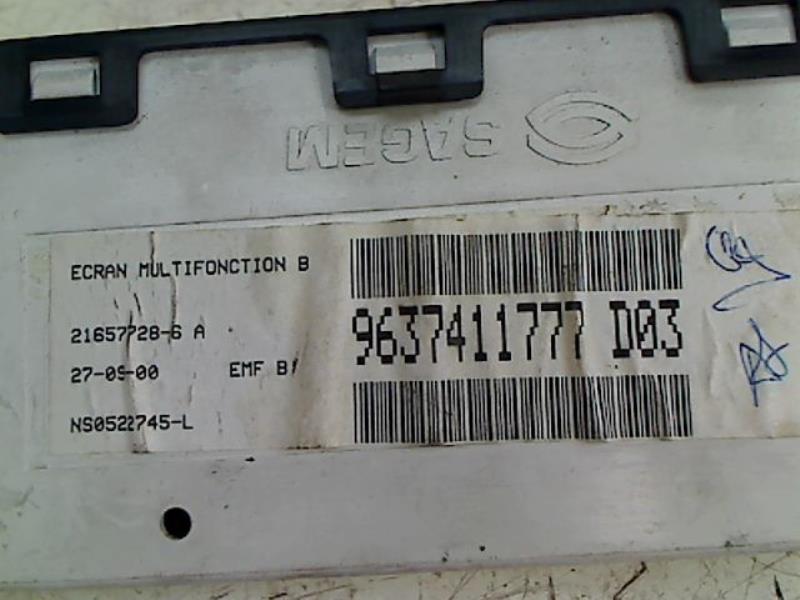 SAGEM
ECRAN MULTIFONCTION B
21657728-6 A
27-09-00 EMF B
NS0522745-L
9637411777 D03